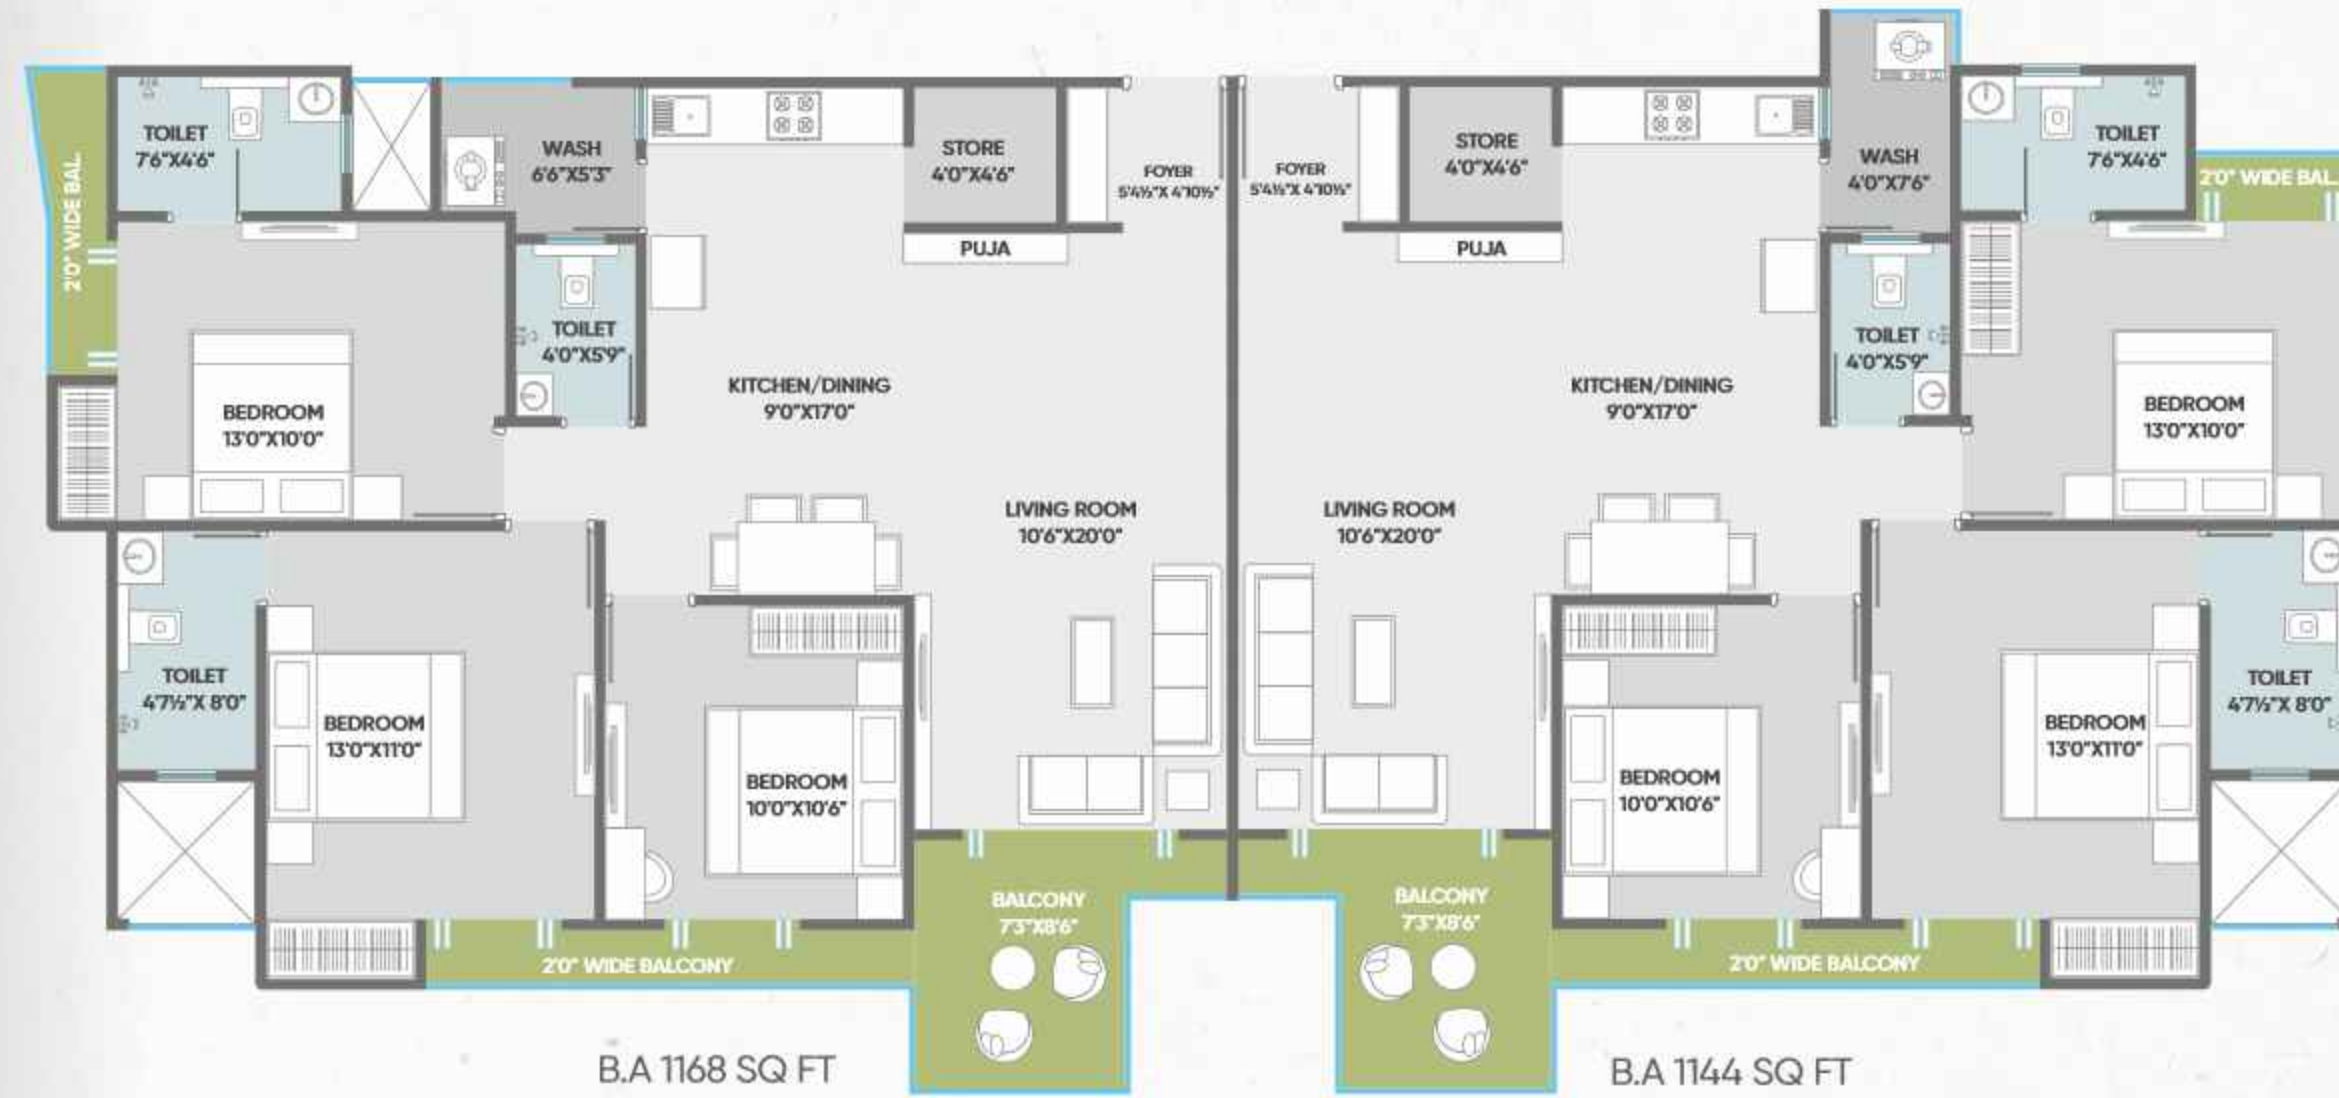 TOILET
7'6"X4'6"
2'0" WIDE BAL.
WASH
6'6"X5'3"
STORE
4'0"X4'6"
FOYER
5'4½"X 4'10½"
PUJA
TOILET
4'0"X5'9"
KITCHEN/DINING
9'0"X17'0"
BEDROOM
13'0"X10'0"
LIVING ROOM
10'6"X20'0"
TOILET
4'7½"X 8'0"
BEDROOM
13'0"X11'0"
BEDROOM
10'0"X10'6"
BALCONY
7'3"X8'6"
2'0" WIDE BALCONY
B.A 1168 SQ FT
FOYER
5'4½"X 4'10½"
STORE
4'0"X4'6"
WASH
4'0"X7'6"
TOILET
7'6"X4'6"
2'0" WIDE BAL.
PUJA
TOILET
4'0"X5'9"
KITCHEN/DINING
9'0"X17'0"
BEDROOM
13'0"X10'0"
LIVING ROOM
10'6"X20'0"
TOILET
4'7½"X 8'0"
BEDROOM
13'0"X11'0"
BEDROOM
10'0"X10'6"
BALCONY
7'3"X8'6"
2'0" WIDE BALCONY
B.A 1144 SQ FT